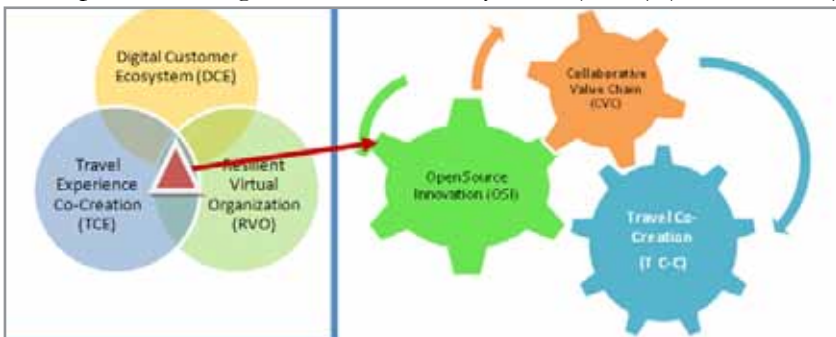 Digital Customer
Ecosystem (DCE)
Travel
Experience
Co-Creation
(TCE)
Resilient
Virtual
Organization
(RVO)
OpenSource
Innovation (OSI)
Collaborative
Value Chain
(CVC)
Travel Co-
Creation
(T C-C)